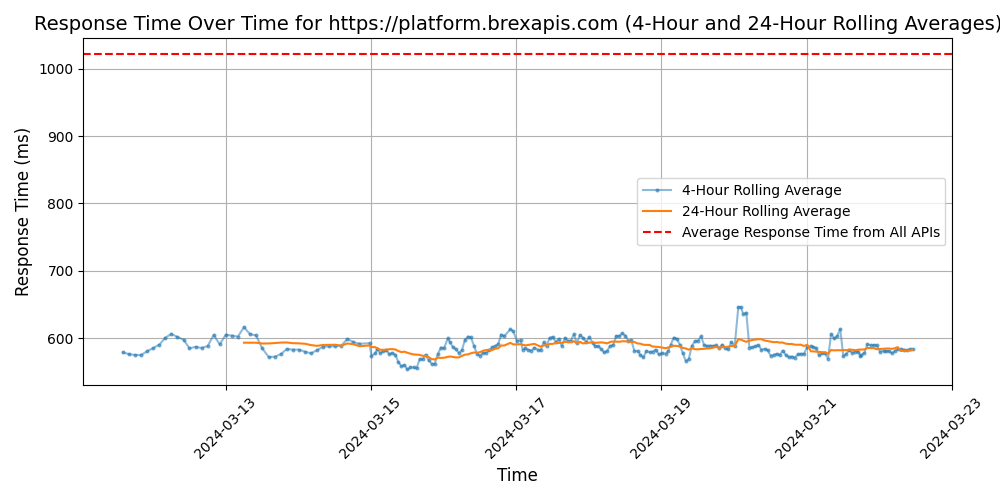 Response Time Over Time for https://platform.brexapis.com (4-Hour and 24-Hour Rolling Averages)
1000
900
800
700
600
Response Time (ms)
4-Hour Rolling Average
24-Hour Rolling Average
Average Response Time from All APIs
2024-03-13
2024-03-15
2024-03-17
2024-03-19
2024-03-21
2024-03-23
Time